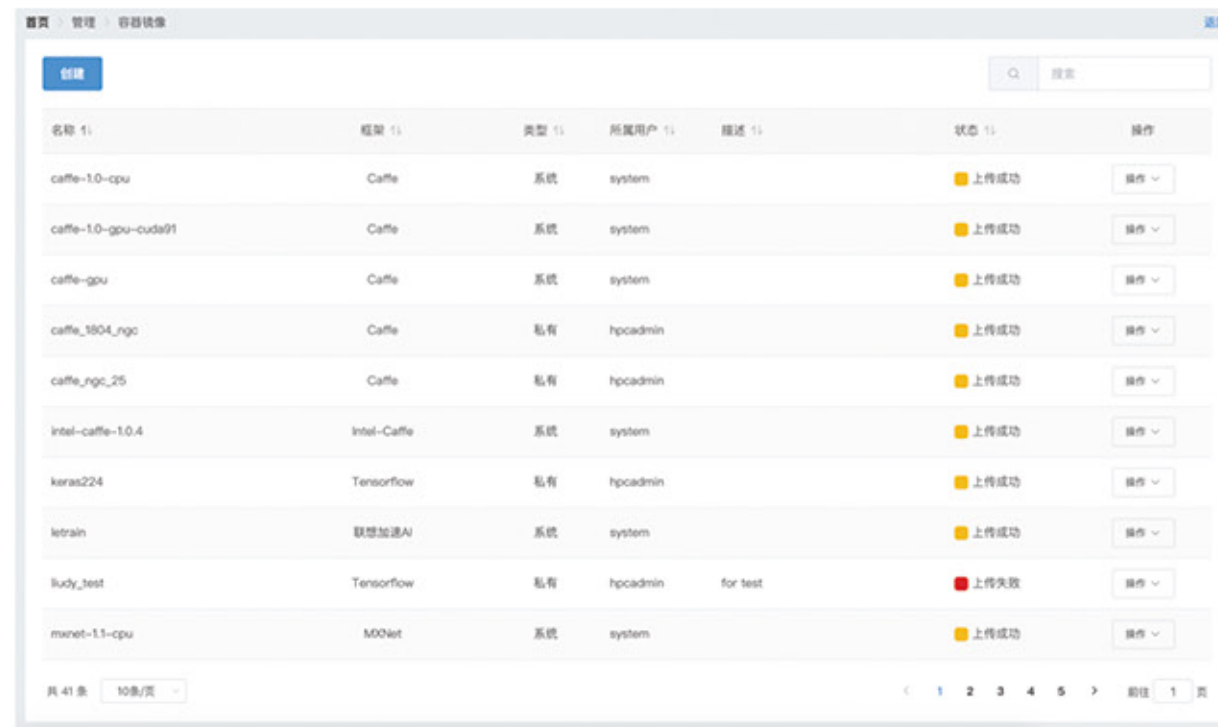 首页 管理 容器镜像
创建 搜索
名称 框架 类型 所属用户 描述 状态 操作
caffe-1.0-cpu Caffe 系统 system 上传成功 操作
caffe-1.0-gpu-cuda91 Caffe 系统 system 上传成功 操作
caffe-gpu Caffe 系统 system 上传成功 操作
caffe_1804_ngc Caffe 私有 hpcadmin 上传成功 操作
caffe_ngc_25 Caffe 私有 hpcadmin 上传成功 操作
intel-caffe-1.0.4 Intel-Caffe 系统 system 上传成功 操作
keras224 Tensorflow 私有 hpcadmin 上传成功 操作
letrain 联想加速AI 系统 system 上传成功 操作
liudy_test Tensorflow 私有 hpcadmin for test 上传失败 操作
mxnet-1.1-cpu MXNet 系统 system 上传成功 操作
共 41 条 10条/页 1 2 3 4 5 前往 1 页